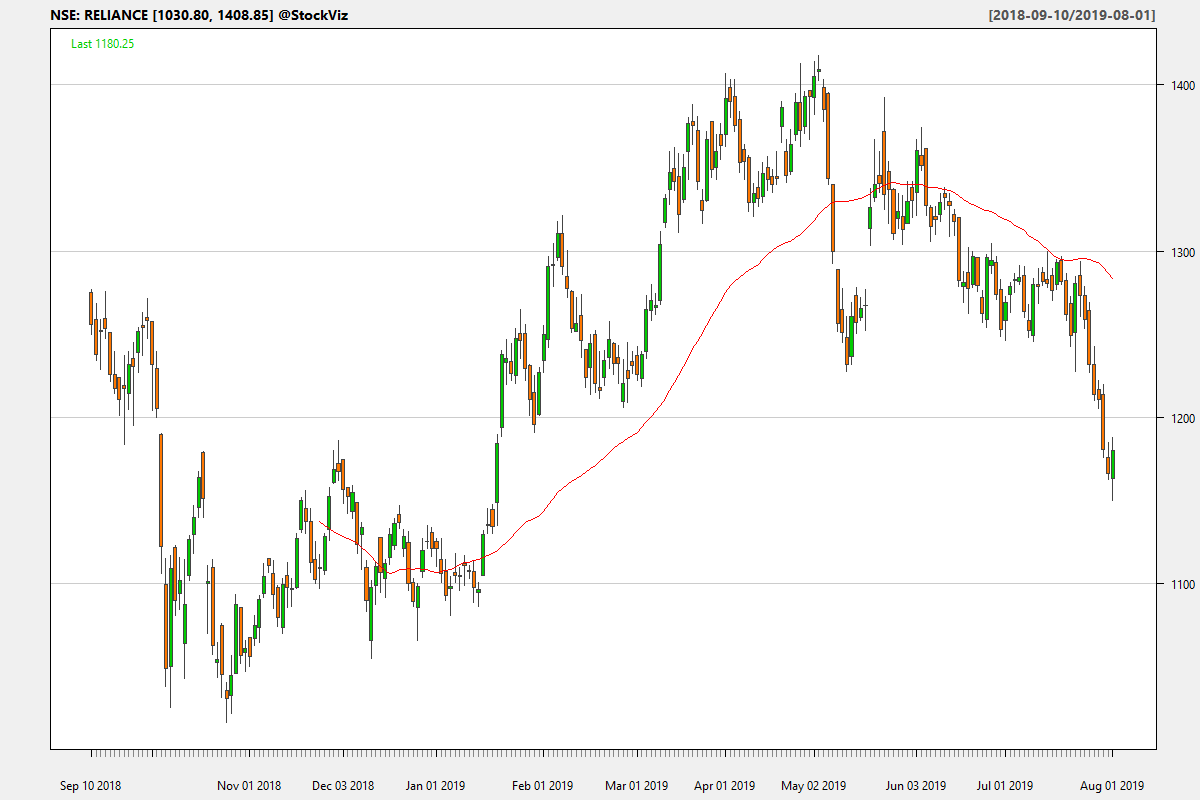 NSE: RELIANCE [1030.80, 1408.85] @StockViz [2018-09-10/2019-08-01]
Last 1180.25
1400
1300
1200
1100
Sep 10 2018 Nov 01 2018 Dec 03 2018 Jan 01 2019 Feb 01 2019 Mar 01 2019 Apr 01 2019 May 02 2019 Jun 03 2019 Jul 01 2019 Aug 01 2019